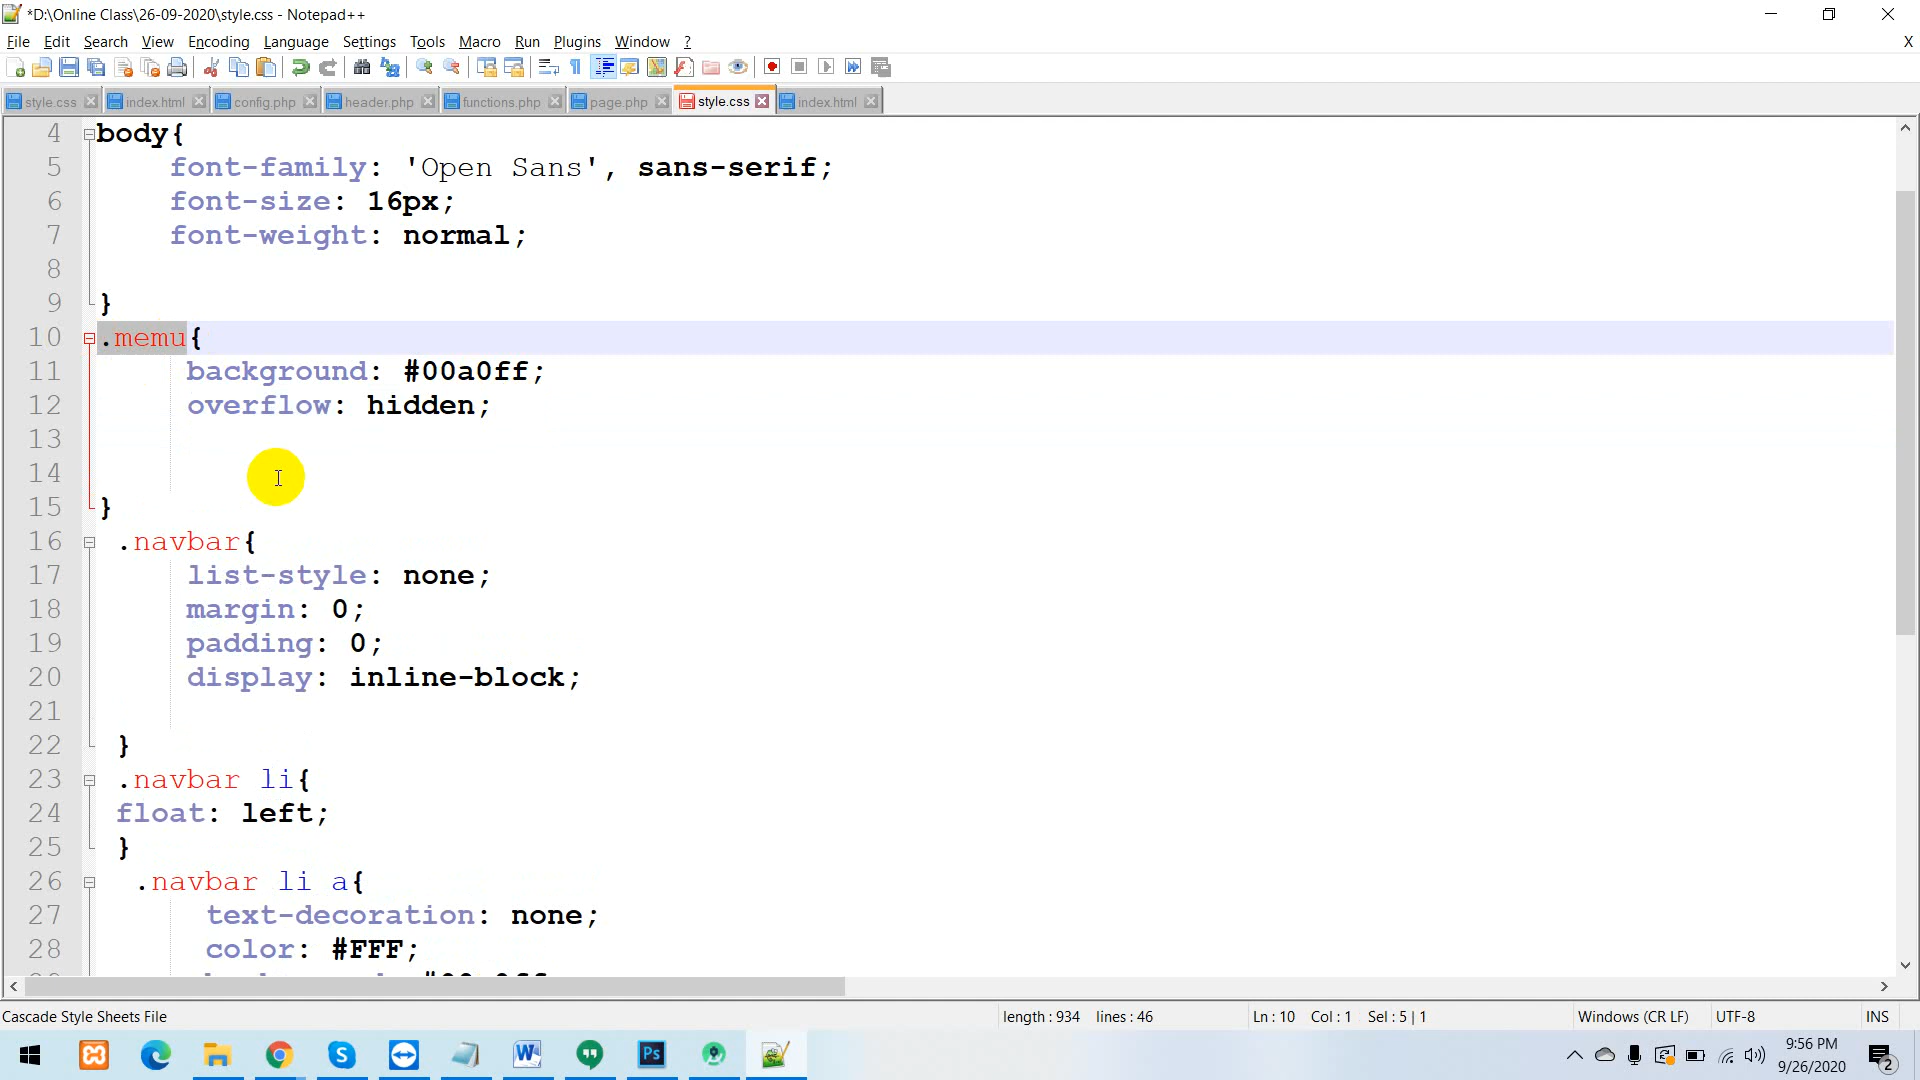 *D:\Online Class\26-09-2020\style.css - Notepad++
File Edit Search View Encoding Language Settings Tools Macro Run Plugins Window ? X
style.css index.html config.php header.php functions.php page.php style.css index.html
4 body{
5 font-family: 'Open Sans', sans-serif;
6 font-size: 16px;
7 font-weight: normal;
8
9 }
10 .memu{
11 background: #00a0ff;
12 overflow: hidden;
13
14
15 }
16 .navbar{
17 list-style: none;
18 margin: 0;
19 padding: 0;
20 display: inline-block;
21
22 }
23 .navbar li{
24 float: left;
25 }
26 .navbar li a{
27 text-decoration: none;
28 color: #FFF;
Cascade Style Sheets File length : 934 lines : 46 Ln : 10 Col : 1 Sel : 5 | 1 Windows (CR LF) UTF-8 INS
9:56 PM
9/26/2020
2